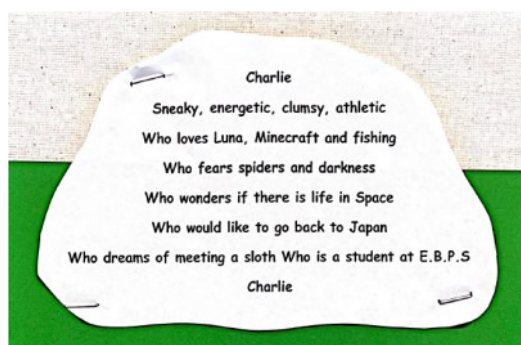 Charlie
Sneaky, energetic, clumsy, athletic
Who loves Luna, Minecraft and fishing
Who fears spiders and darkness
Who wonders if there is life in Space
Who would like to go back to Japan
Who dreams of meeting a sloth Who is a student at E.B.P.S
Charlie